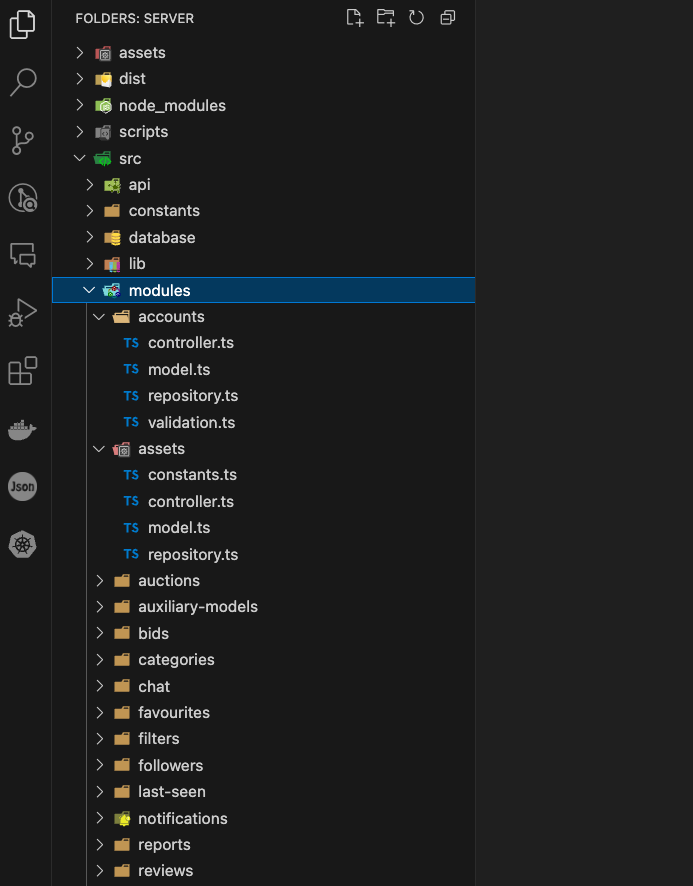 FOLDERS: SERVER
assets
dist
node_modules
scripts
src
api
constants
database
lib
modules
accounts
TS controller.ts
TS model.ts
TS repository.ts
TS validation.ts
assets
TS constants.ts
TS controller.ts
TS model.ts
TS repository.ts
auctions
auxiliary-models
bids
categories
chat
favourites
filters
followers
last-seen
notifications
reports
reviews
Json